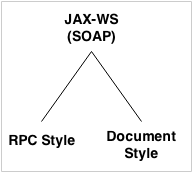 JAX-WS
(SOAP)
RPC Style
Document
Style